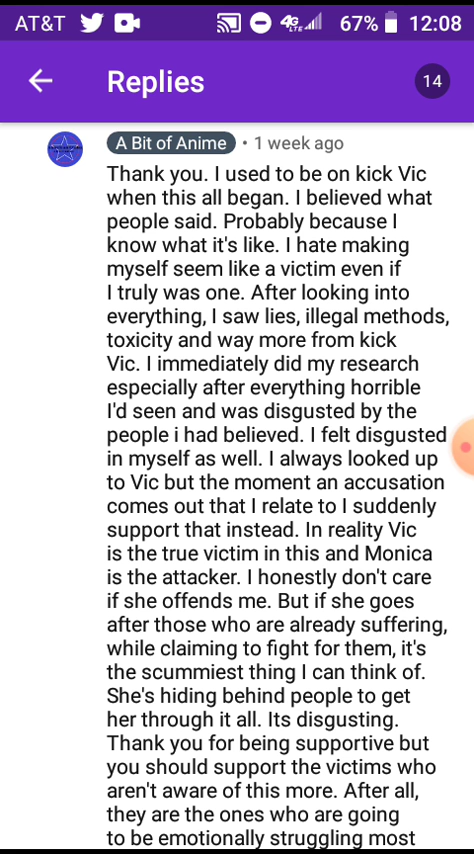 AT&T 4G LTE 67% 12:08
Replies 14
A Bit of Anime • 1 week ago
Thank you. I used to be on kick Vic
when this all began. I believed what
people said. Probably because I
know what it's like. I hate making
myself seem like a victim even if
I truly was one. After looking into
everything, I saw lies, illegal methods,
toxicity and way more from kick
Vic. I immediately did my research
especially after everything horrible
I'd seen and was disgusted by the
people i had believed. I felt disgusted
in myself as well. I always looked up
to Vic but the moment an accusation
comes out that I relate to I suddenly
support that instead. In reality Vic
is the true victim in this and Monica
is the attacker. I honestly don't care
if she offends me. But if she goes
after those who are already suffering,
while claiming to fight for them, it's
the scummiest thing I can think of.
She's hiding behind people to get
her through it all. Its disgusting.
Thank you for being supportive but
you should support the victims who
aren't aware of this more. After all,
they are the ones who are going
to be emotionally struggling most